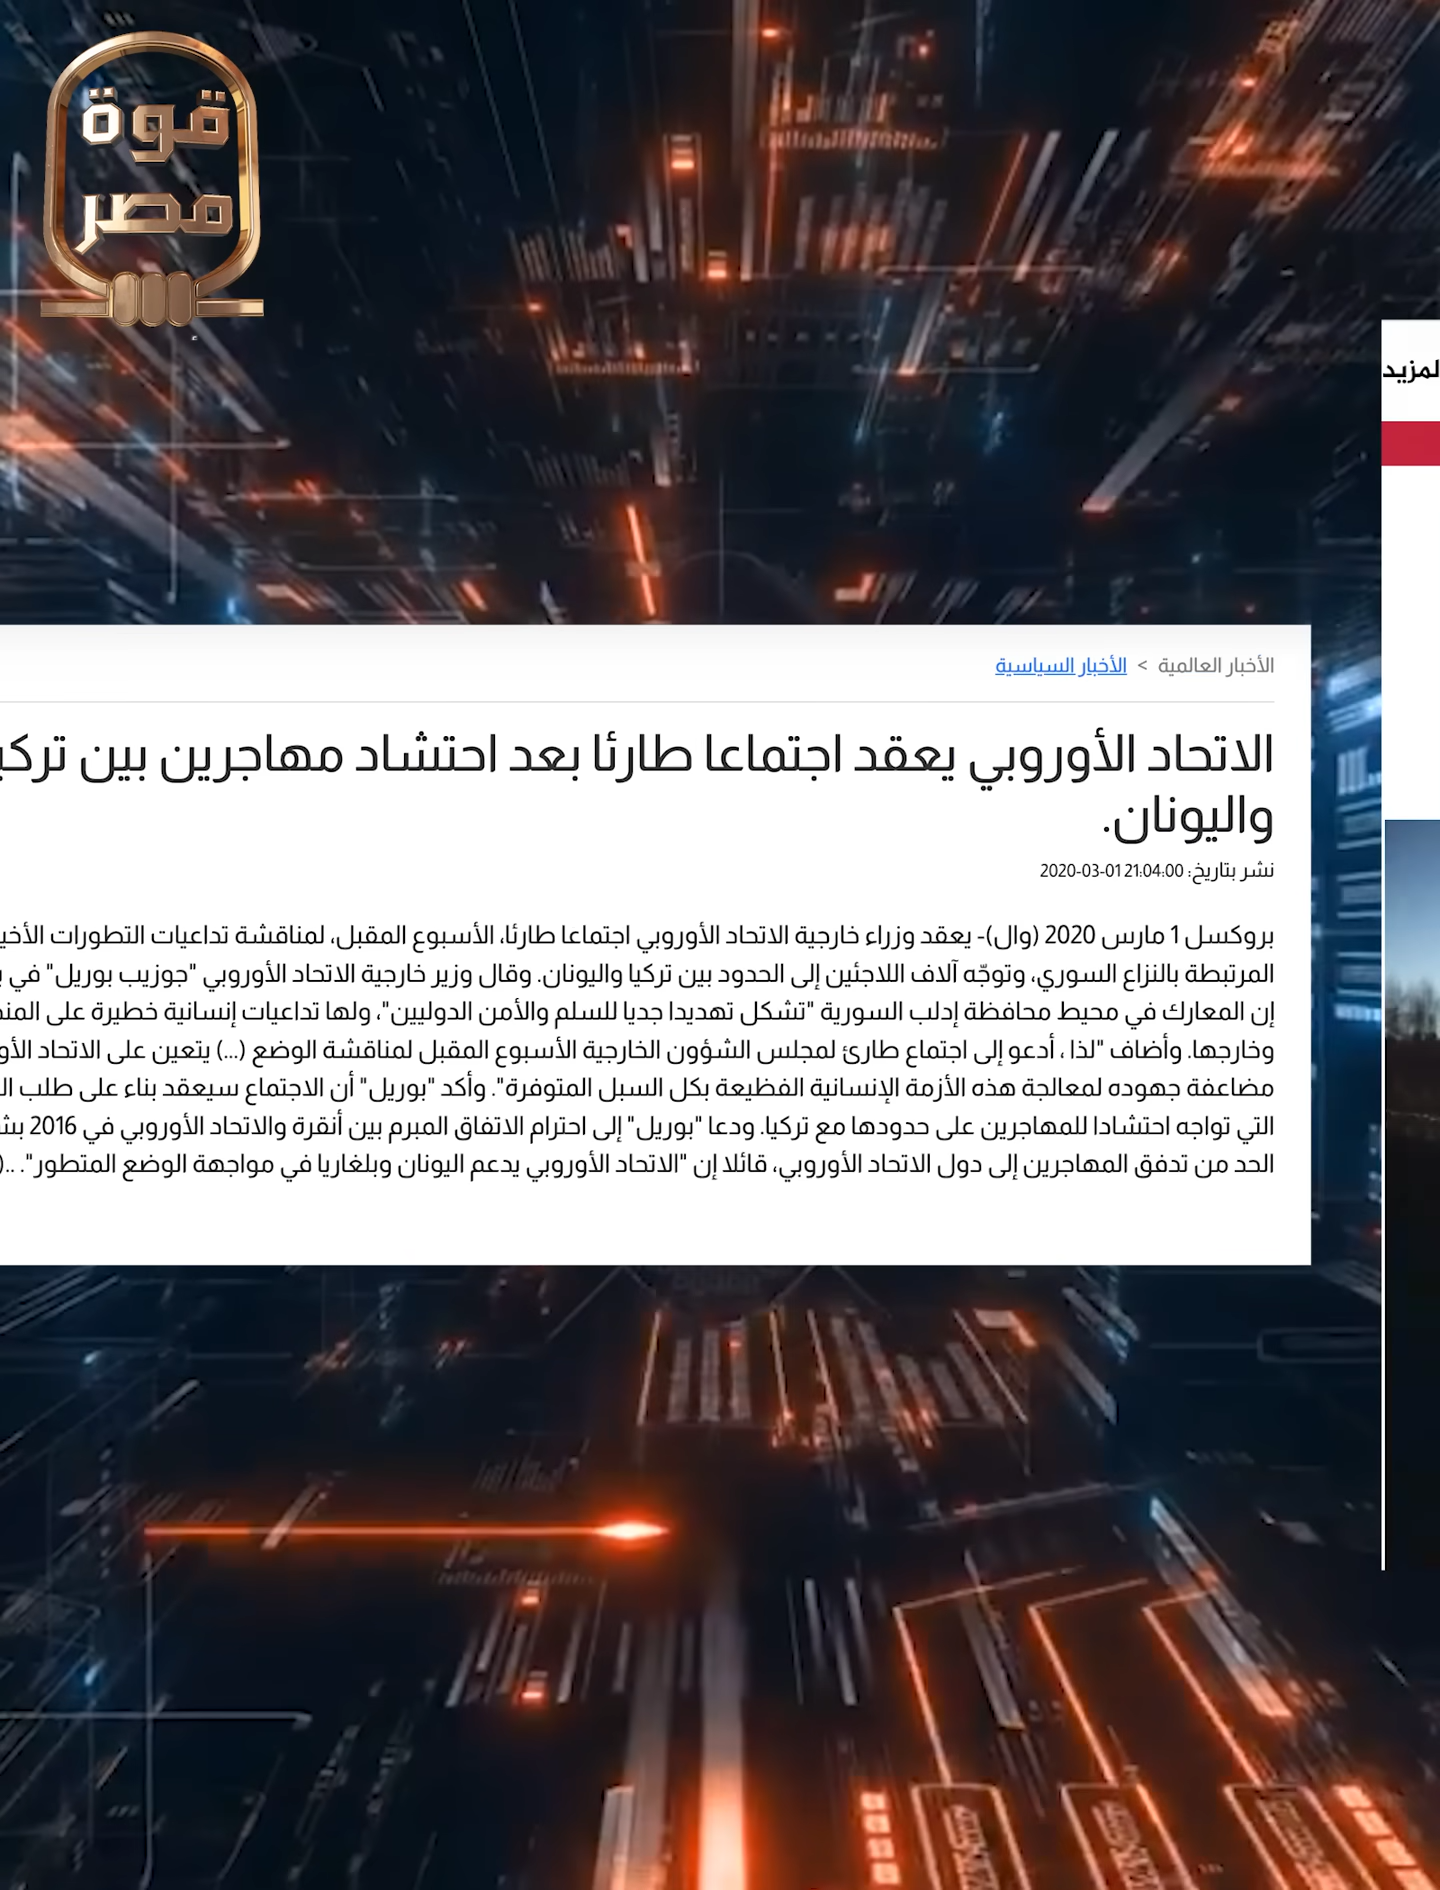 قوة
مصر
لمزيد
الأخبار العالمية > الأخبار السياسية
الاتحاد الأوروبي يعقد اجتماعا طارئا بعد احتشاد مهاجرين بين تركي
واليونان.
نشر بتاريخ: 2020-03-01 21:04:00
بروكسل 1 مارس 2020 (وال)- يعقد وزراء خارجية الاتحاد الأوروبي اجتماعا طارئا، الأسبوع المقبل، لمناقشة تداعيات التطورات الأخي
المرتبطة بالنزاع السوري، وتوجّه آلاف اللاجئين إلى الحدود بين تركيا واليونان. وقال وزير خارجية الاتحاد الأوروبي "جوزيب بوريل" في
إن المعارك في محيط محافظة إدلب السورية "تشكل تهديدا جديا للسلم والأمن الدوليين"، ولها تداعيات إنسانية خطيرة على المن
وخارجها. وأضاف "لذا ، أدعو إلى اجتماع طارئ لمجلس الشؤون الخارجية الأسبوع المقبل لمناقشة الوضع (...) يتعين على الاتحاد الأو
مضاعفة جهوده لمعالجة هذه الأزمة الإنسانية الفظيعة بكل السبل المتوفرة". وأكد "بوريل" أن الاجتماع سيعقد بناء على طلب ال
التي تواجه احتشادا للمهاجرين على حدودها مع تركيا. ودعا "بوريل" إلى احترام الاتفاق المبرم بين أنقرة والاتحاد الأوروبي في 2016 بش
الحد من تدفق المهاجرين إلى دول الاتحاد الأوروبي، قائلا إن "الاتحاد الأوروبي يدعم اليونان وبلغاريا في مواجهة الوضع المتطور". ..(